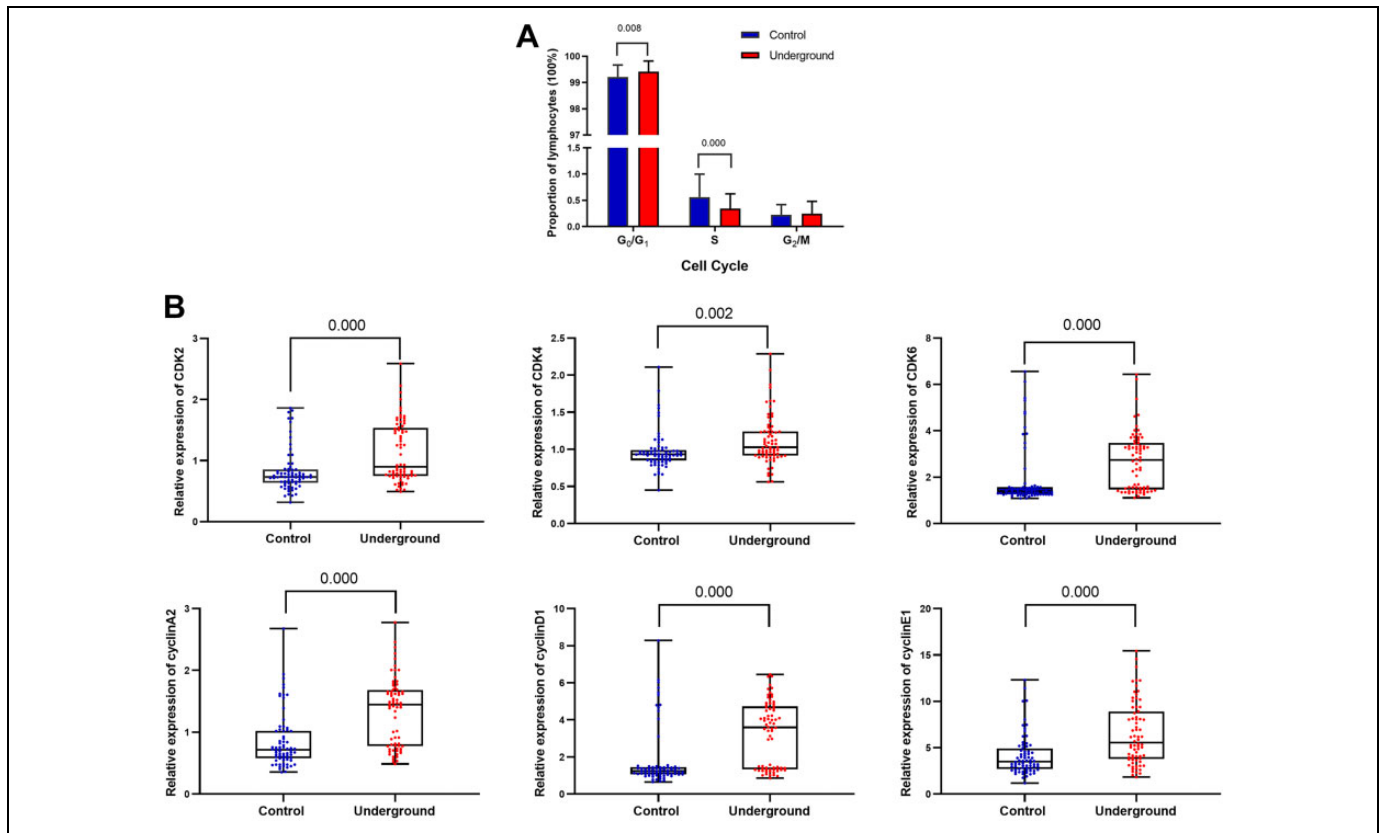 A
0.008
Control
Underground
Proportion of lymphocytes (100%)
100
99
98
97
1.5
1.0
0.5
0.0
0.000
G₀/G₁ S G₂/M
Cell Cycle
B
0.000
Relative expression of CDK2
3
2
1
0
Control Underground
0.002
Relative expression of CDK4
2.5
2.0
1.5
1.0
0.5
0.0
Control Underground
0.000
Relative expression of CDK6
8
6
4
2
0
Control Underground
0.000
Relative expression of cyclinA2
3
2
1
0
Control Underground
0.000
Relative expression of cyclinD1
10
8
6
4
2
0
Control Underground
0.000
Relative expression of cyclinE1
20
15
10
5
0
Control Underground